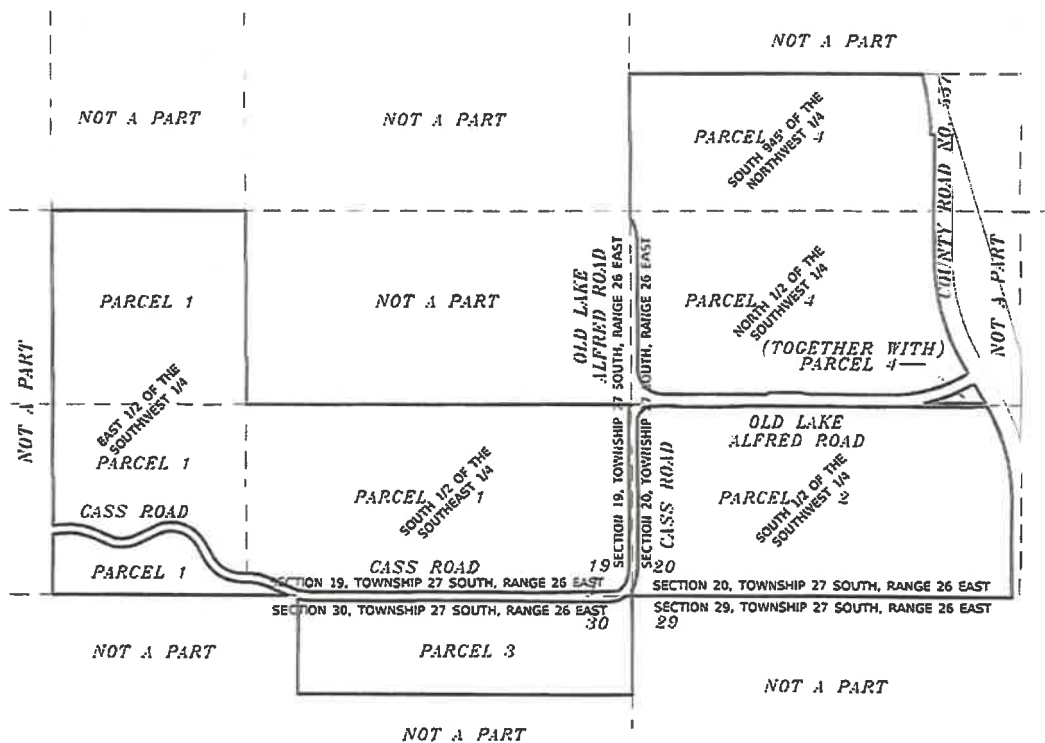 NOT A PART
NOT A PART
NOT A PART
PARCEL 4
SOUTH 945' OF THE
NORTHWEST 1/4
COUNTY ROAD NO. 557
PARCEL 1
NOT A PART
OLD LAKE
ALFRED ROAD
SECTION 19, TOWNSHIP 27 SOUTH, RANGE 26 EAST
SECTION 20, TOWNSHIP 27 SOUTH, RANGE 26 EAST
PARCEL 4
NORTH 1/2 OF THE
SOUTHWEST 1/4
(TOGETHER WITH)
PARCEL 4
NOT A PART
NOT A PART
EAST 1/2 OF THE
SOUTHWEST 1/4
PARCEL 1
OLD LAKE
ALFRED ROAD
CASS ROAD
PARCEL 1
SOUTH 1/2 OF THE
SOUTHEAST 1/4
PARCEL 2
SOUTH 1/2 OF THE
SOUTHWEST 1/4
CASS ROAD
PARCEL 1
CASS ROAD
19
20
SECTION 19, TOWNSHIP 27 SOUTH, RANGE 26 EAST
SECTION 20, TOWNSHIP 27 SOUTH, RANGE 26 EAST
SECTION 30, TOWNSHIP 27 SOUTH, RANGE 26 EAST
SECTION 29, TOWNSHIP 27 SOUTH, RANGE 26 EAST
30
29
NOT A PART
PARCEL 3
NOT A PART
NOT A PART